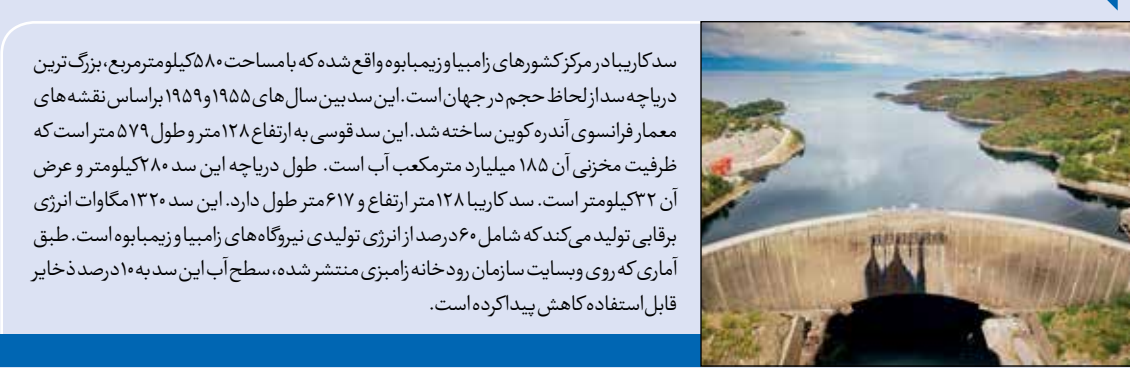 سد کاریبا در مرکز کشورهای زامبیا و زیمبابوه واقع شده که با مساحت ۵۸۰ کیلومترمربع، بزرگ‌ترین
دریاچه سد از لحاظ حجم در جهان است. این سد بین سال‌های ۱۹۵۵ و ۱۹۵۹ براساس نقشه‌های
معمار فرانسوی آندره کوین ساخته شد. این سد قوسی به ارتفاع ۱۲۸ متر و طول ۵۷۹ متر است که
ظرفیت مخزنی آن ۱۸۵ میلیارد مترمکعب آب است. طول دریاچه این سد ۲۸۰ کیلومتر و عرض
آن ۳۲ کیلومتر است. سد کاریبا ۱۲۸ متر ارتفاع و ۶۱۷ متر طول دارد. این سد ۱۳۲۰ مگاوات انرژی
برقابی تولید می‌کند که شامل ۶۰ درصد از انرژی تولیدی نیروگاه‌های زامبیا و زیمبابوه است. طبق
آماری که روی وبسایت سازمان رودخانه زامبزی منتشر شده، سطح آب این سد به ۱۰ درصد ذخایر
قابل استفاده کاهش پیدا کرده است.